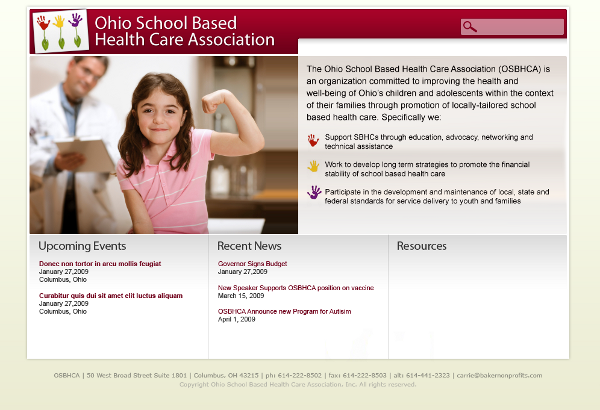 Ohio School Based
Health Care Association
The Ohio School Based Health Care Association (OSBHCA) is
an organization committed to improving the health and
well-being of Ohio's children and adolescents within the context
of their families through promotion of locally-tailored school
based health care. Specifically we:
Support SBHCs through education, advocacy, networking and
technical assistance
Work to develop long term strategies to promote the financial
stability of school based health care
Participate in the development and maintenance of local, state and
federal standards for service delivery to youth and families
Upcoming Events
Donec non tortor in arcu mollis feugiat
January 27,2009
Columbus, Ohio
Curabitur quis dui sit amet elit luctus aliquam
January 27,2009
Columbus, Ohio
Recent News
Governor Signs Budget
January 27,2009
New Speaker Supports OSBHCA position on vaccine
March 15, 2009
OSBHCA Announce new Program for Autisim
April 1, 2009
Resources
OSBHCA | 50 West Broad Street Suite 1801 | Columbus, OH 43215 | ph: 614-222-8502 | fax: 614-222-8503 | alt: 614-441-2323 | carrie@bakernonprofits.com
Copyright Ohio School Based Health Care Association, Inc. All rights reserved.